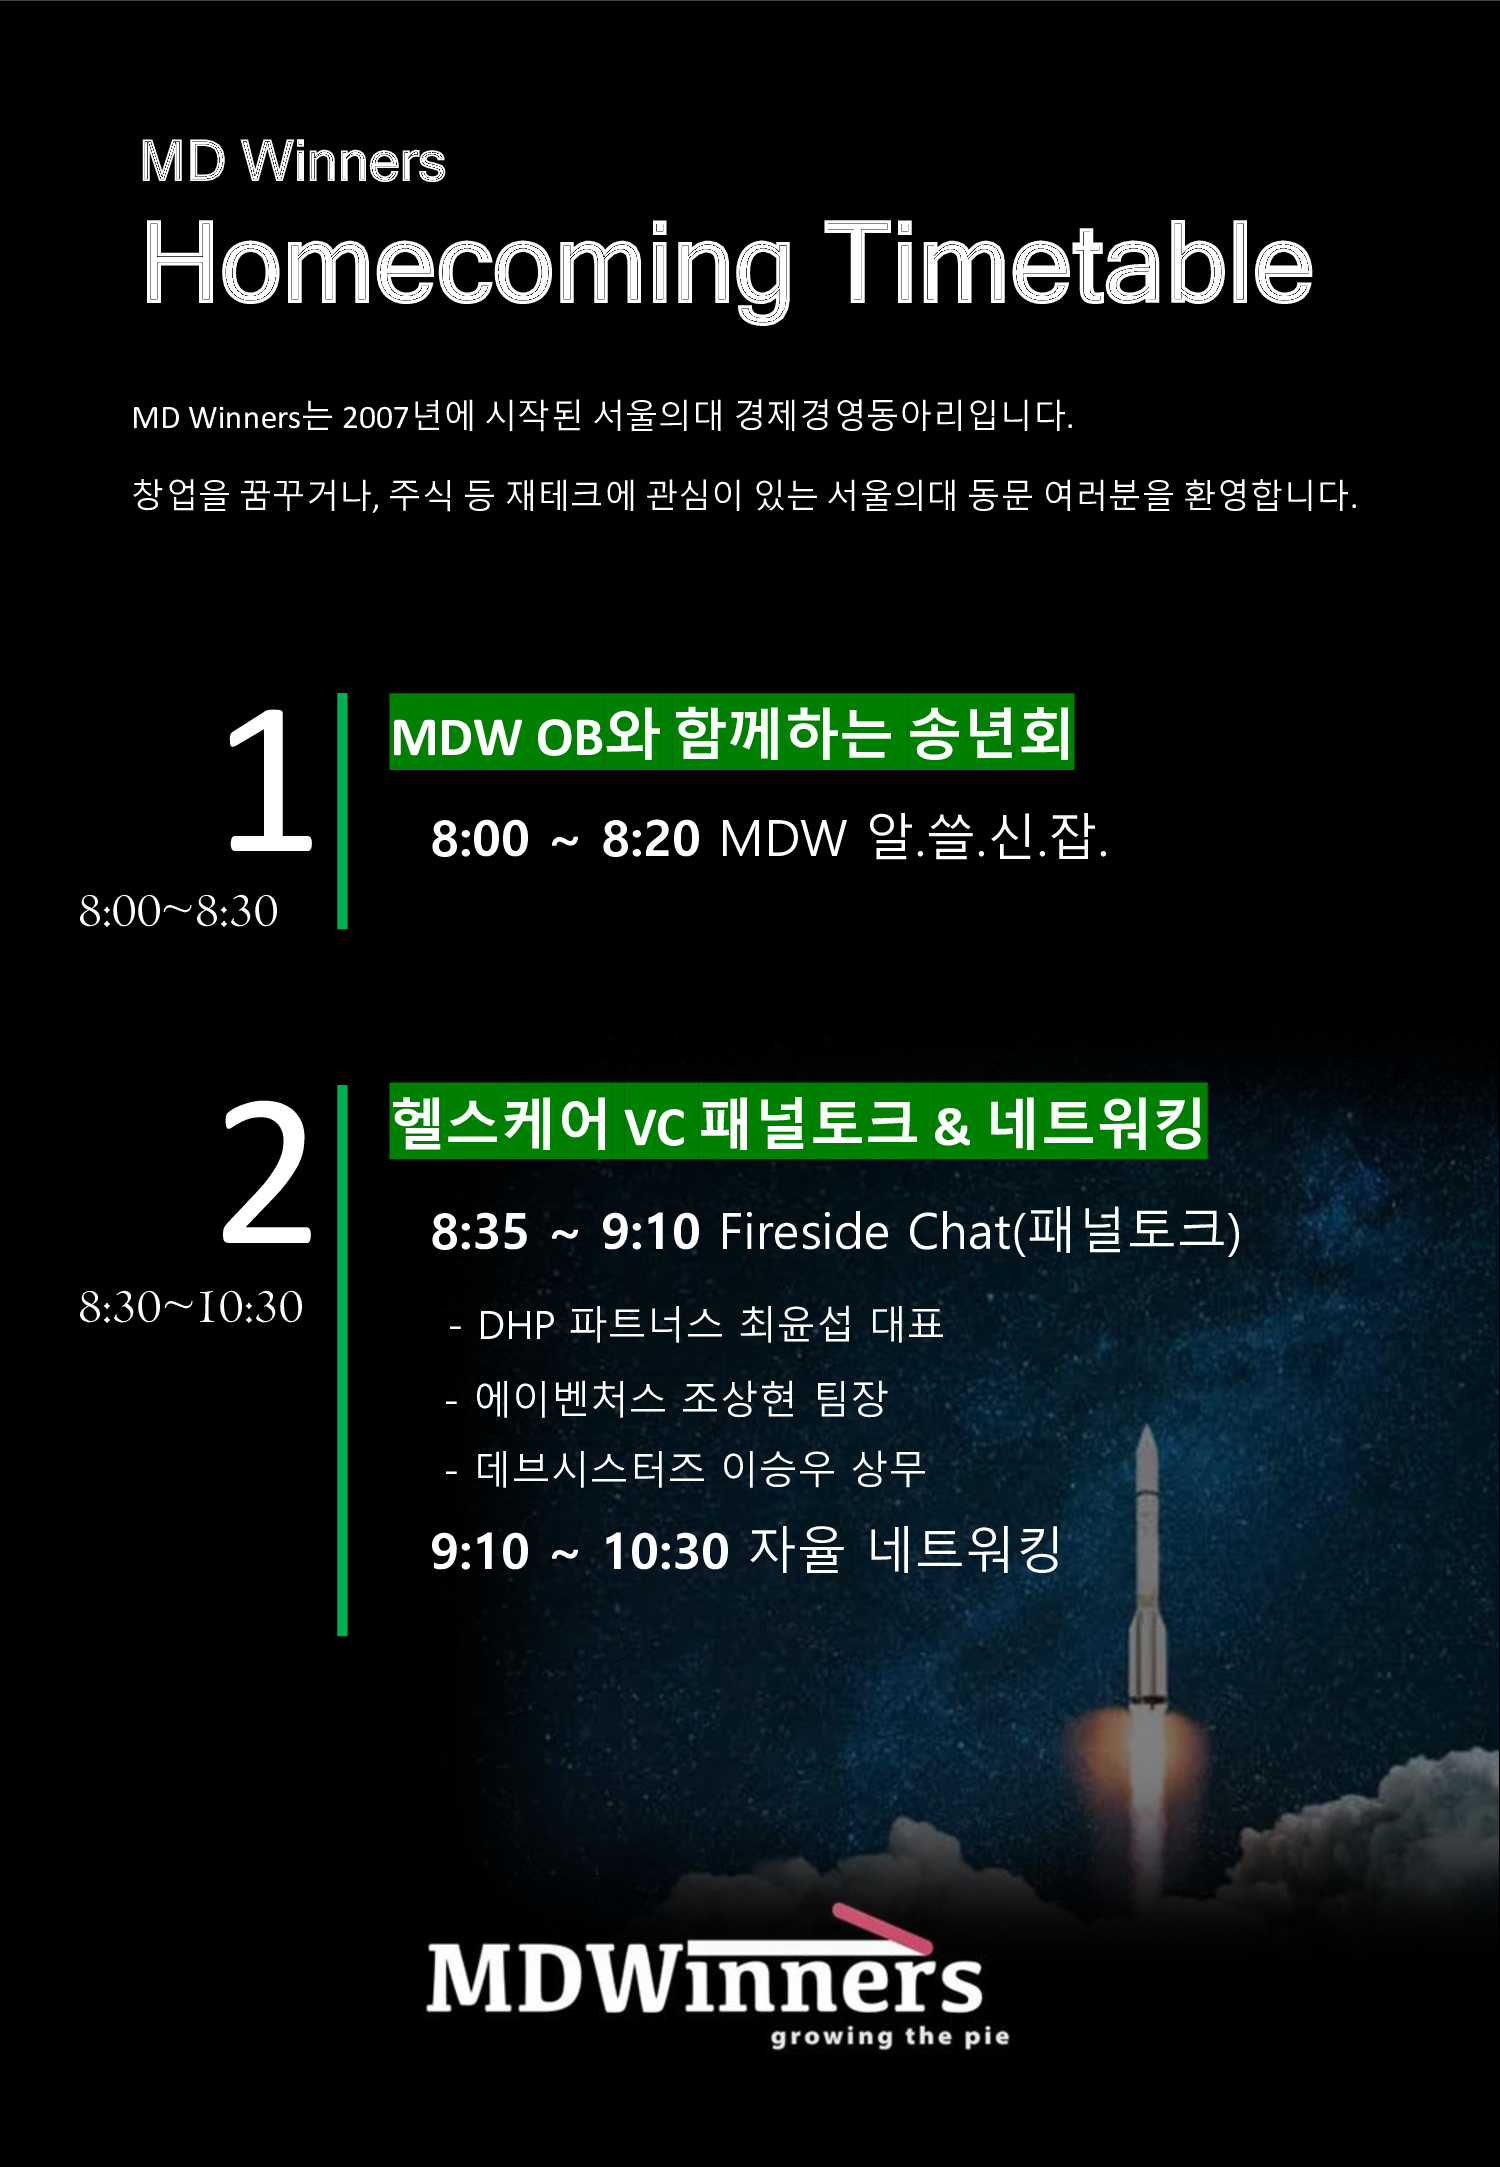 MD Winners
Homecoming Timetable
MD Winners는 2007년에 시작된 서울의대 경제경영동아리입니다.
창업을 꿈꾸거나, 주식 등 재테크에 관심이 있는 서울의대 동문 여러분을 환영합니다.
1
8:00~8:30
MDW OB와 함께하는 송년회
8:00 ~ 8:20 MDW 알.쓸.신.잡.
2
8:30~10:30
헬스케어 VC 패널토크 & 네트워킹
8:35 ~ 9:10 Fireside Chat(패널토크)
- DHP 파트너스 최윤섭 대표
- 에이벤처스 조상현 팀장
- 데브시스터즈 이승우 상무
9:10 ~ 10:30 자율 네트워킹
MDWinners
growing the pie